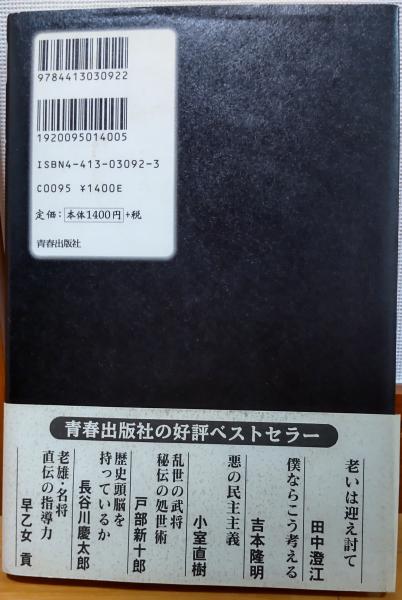 9784413030922
1920095014005
ISBN4-413-03092-3
C0095 ¥1400E
定価：本体1400円+税
青春出版社
青春出版社の好評ベストセラー
老いは迎え討て
田中澄江
僕ならこう考える
吉本隆明
悪の民主主義
小室直樹
乱世の武将
秘伝の処世術
戸部新十郎
歴史頭脳を
持っているか
長谷川慶太郎
老雄・名将
直伝の指導力
早乙女 貢